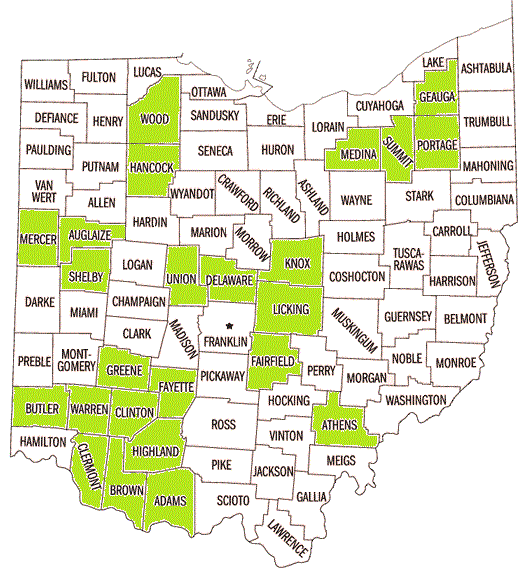 LAKE
ASHTABULA
LUCAS
FULTON
WILLIAMS
OTTAWA
GEAUGA
CUYAHOGA
DEFIANCE
HENRY
WOOD
SANDUSKY
ERIE
LORAIN
TRUMBULL
PAULDING
SENECA
HURON
MEDINA
SUMMIT
PORTAGE
MAHONING
PUTNAM
HANCOCK
VAN
WERT
ALLEN
WYANDOT
CRAWFORD
RICHLAND
ASHLAND
WAYNE
STARK
COLUMBIANA
MERCER
AUGLAIZE
HARDIN
MARION
MORROW
HOLMES
CARROLL
JEFFERSON
SHELBY
LOGAN
UNION
DELAWARE
KNOX
COSHOCTON
TUSCA-
RAWAS
HARRISON
DARKE
MIAMI
CHAMPAIGN
LICKING
MUSKINGUM
GUERNSEY
BELMONT
CLARK
MADISON
FRANKLIN
PREBLE
MONT-
GOMERY
GREENE
FAYETTE
PICKAWAY
FAIRFIELD
PERRY
MORGAN
NOBLE
MONROE
BUTLER
WARREN
CLINTON
ROSS
HOCKING
ATHENS
WASHINGTON
HAMILTON
CLERMONT
HIGHLAND
VINTON
MEIGS
BROWN
ADAMS
PIKE
JACKSON
SCIOTO
GALLIA
LAWRENCE